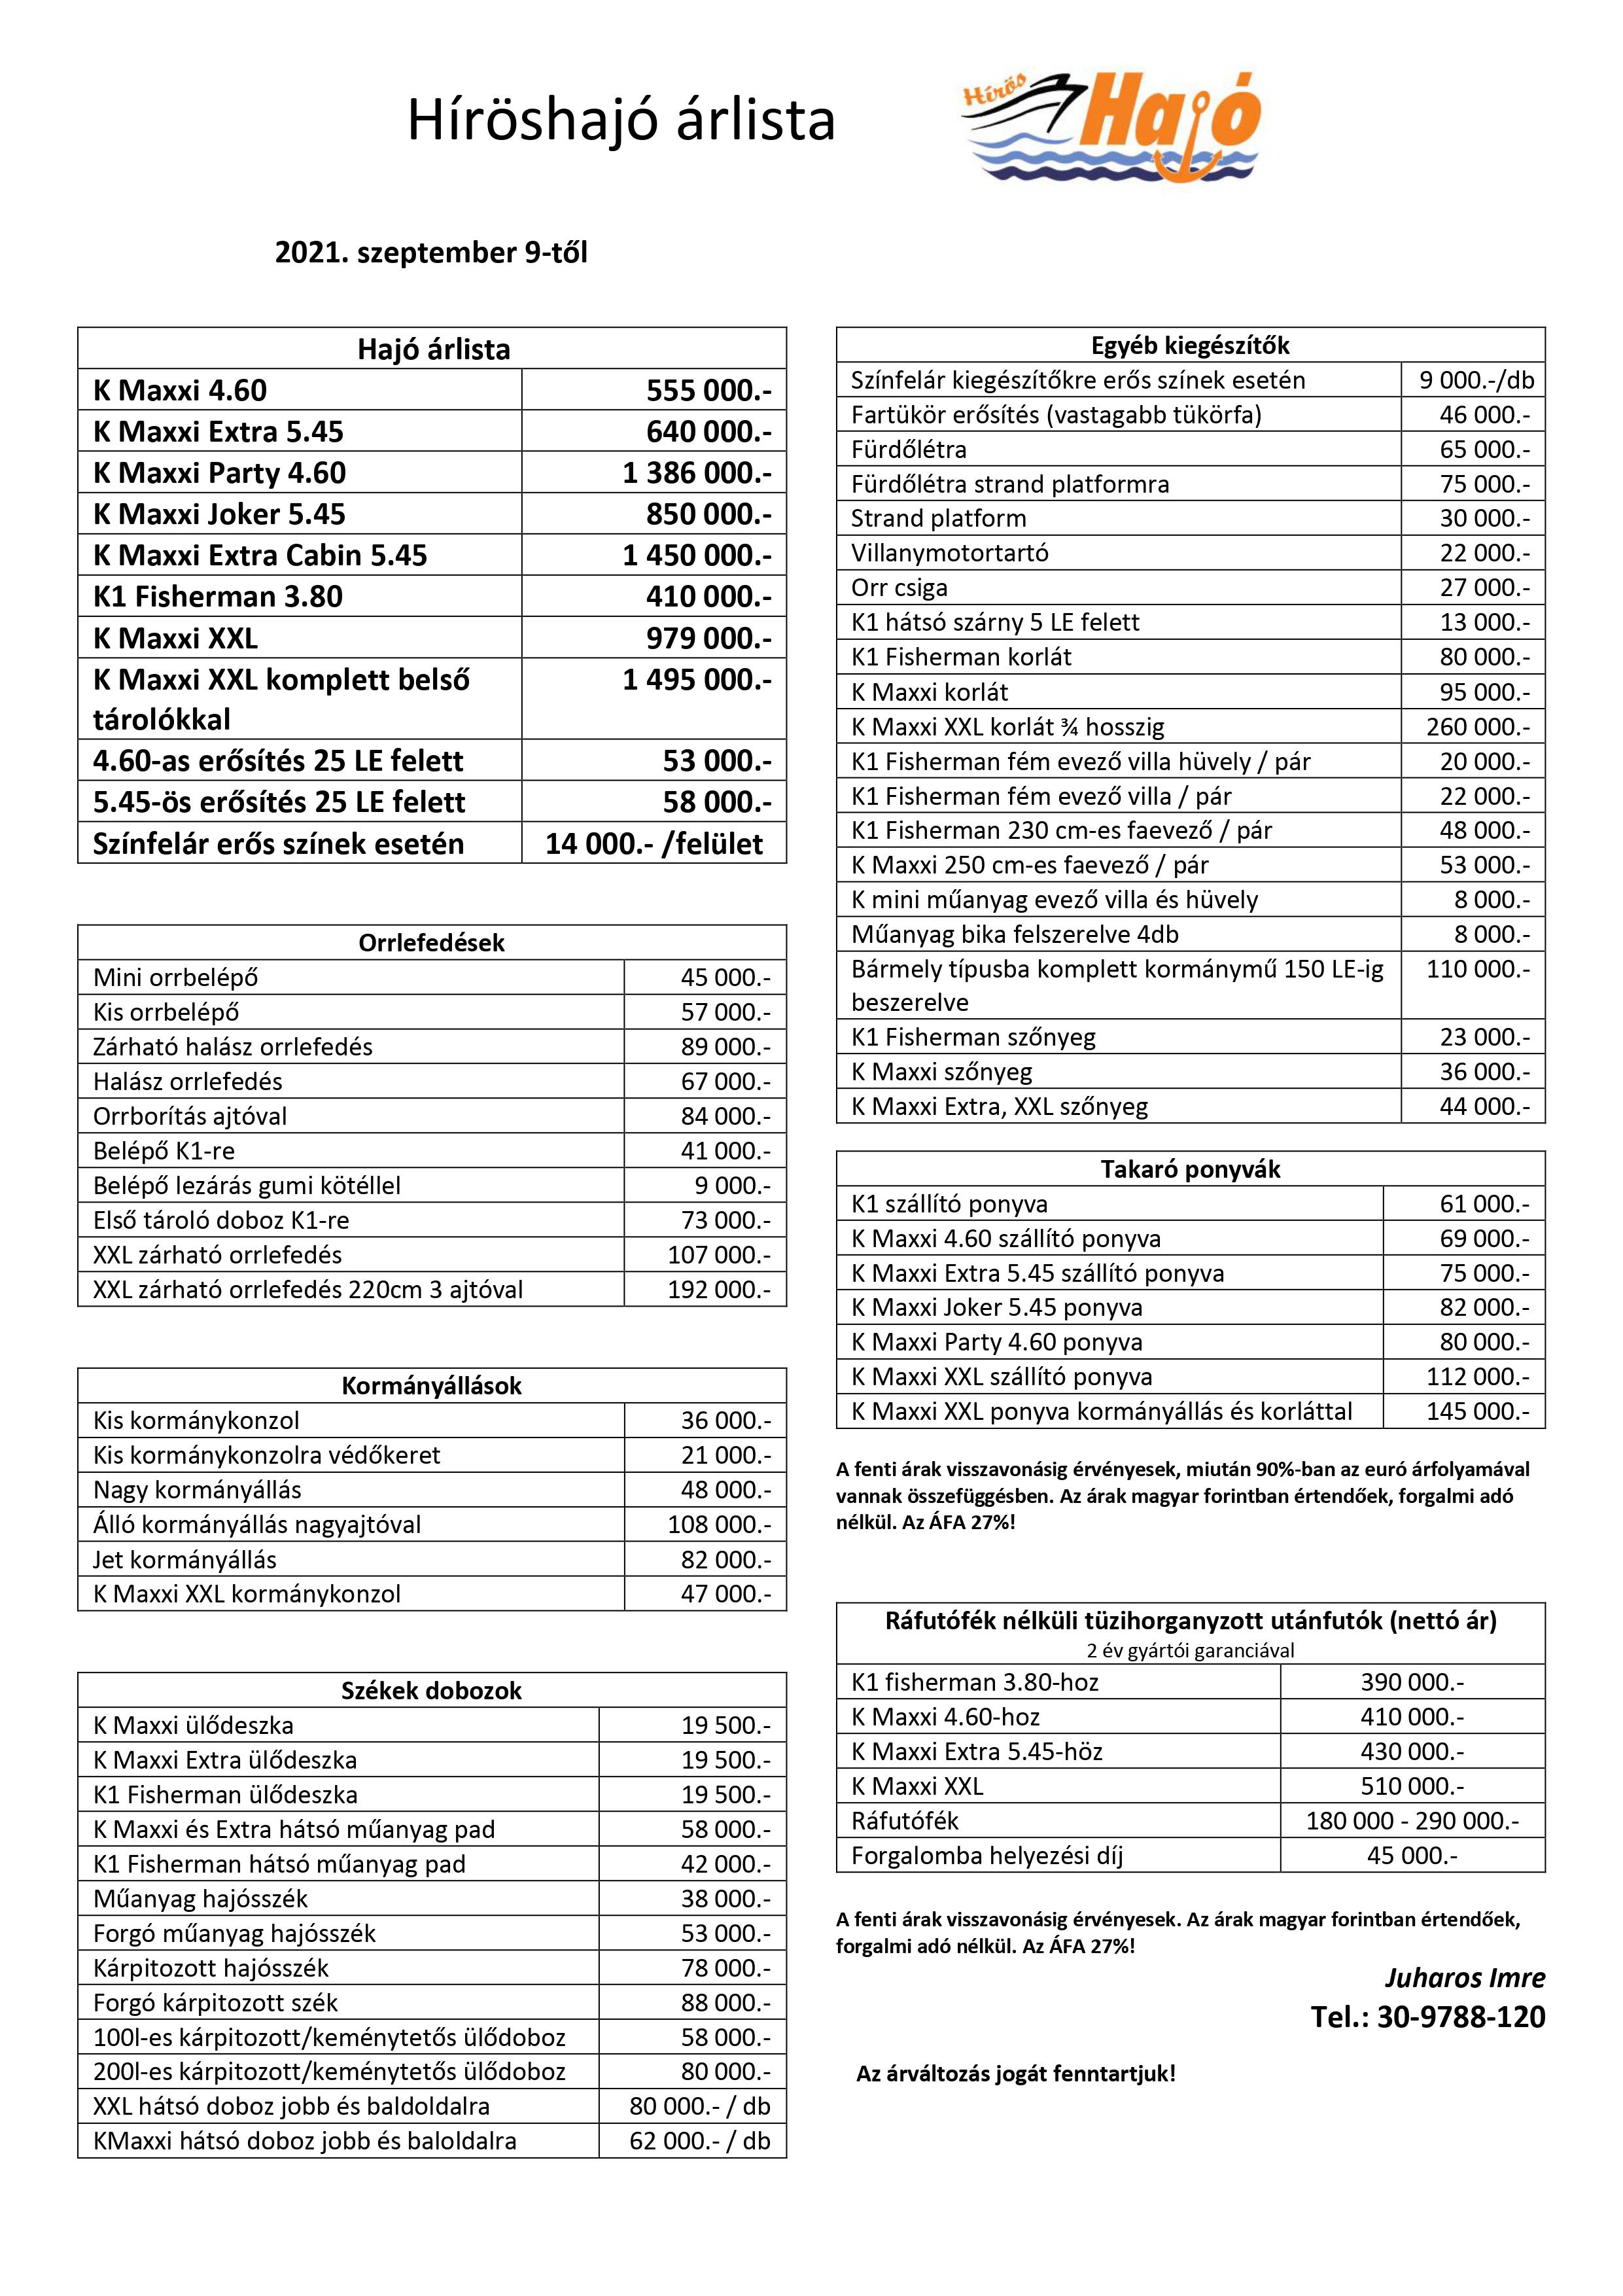 Híröshajó árlista
Hírös Hajó
2021. szeptember 9-től
Hajó árlista
K Maxxi 4.60 555 000.-
K Maxxi Extra 5.45 640 000.-
K Maxxi Party 4.60 1 386 000.-
K Maxxi Joker 5.45 850 000.-
K Maxxi Extra Cabin 5.45 1 450 000.-
K1 Fisherman 3.80 410 000.-
K Maxxi XXL 979 000.-
K Maxxi XXL komplett belső 1 495 000.-
tárolókkal
4.60-as erősítés 25 LE felett 53 000.-
5.45-ös erősítés 25 LE felett 58 000.-
Színfelár erős színek esetén 14 000.- /felület
Orrlefedések
Mini orrbelépő 45 000.-
Kis orrbelépő 57 000.-
Zárható halász orrlefedés 89 000.-
Halász orrlefedés 67 000.-
Orrborítás ajtóval 84 000.-
Belépő K1-re 41 000.-
Belépő lezárás gumi kötéllel 9 000.-
Első tároló doboz K1-re 73 000.-
XXL zárható orrlefedés 107 000.-
XXL zárható orrlefedés 220cm 3 ajtóval 192 000.-
Kormányállások
Kis kormánykonzol 36 000.-
Kis kormánykonzolra védőkeret 21 000.-
Nagy kormányállás 48 000.-
Álló kormányállás nagyajtóval 108 000.-
Jet kormányállás 82 000.-
K Maxxi XXL kormánykonzol 47 000.-
Székek dobozok
K Maxxi ülődeszka 19 500.-
K Maxxi Extra ülődeszka 19 500.-
K1 Fisherman ülődeszka 19 500.-
K Maxxi és Extra hátsó műanyag pad 58 000.-
K1 Fisherman hátsó műanyag pad 42 000.-
Műanyag hajósszék 38 000.-
Forgó műanyag hajósszék 53 000.-
Kárpitozott hajósszék 78 000.-
Forgó kárpitozott szék 88 000.-
100l-es kárpitozott/keménytetős ülődoboz 58 000.-
200l-es kárpitozott/keménytetős ülődoboz 80 000.-
XXL hátsó doboz jobb és baldoldalra 80 000.- / db
KMaxxi hátsó doboz jobb és baloldalra 62 000.- / db
Egyéb kiegészítők
Színfelár kiegészítőkre erős színek esetén 9 000.-/db
Fartükör erősítés (vastagabb tükörfa) 46 000.-
Fürdőlétra 65 000.-
Fürdőlétra strand platformra 75 000.-
Strand platform 30 000.-
Villanymotortartó 22 000.-
Orr csiga 27 000.-
K1 hátsó szárny 5 LE felett 13 000.-
K1 Fisherman korlát 80 000.-
K Maxxi korlát 95 000.-
K Maxxi XXL korlát ¾ hosszig 260 000.-
K1 Fisherman fém evező villa hüvely / pár 20 000.-
K1 Fisherman fém evező villa / pár 22 000.-
K1 Fisherman 230 cm-es faevező / pár 48 000.-
K Maxxi 250 cm-es faevező / pár 53 000.-
K mini műanyag evező villa és hüvely 8 000.-
Műanyag bika felszerelve 4db 8 000.-
Bármely típusba komplett kormánymű 150 LE-ig 110 000.-
beszerelve
K1 Fisherman szőnyeg 23 000.-
K Maxxi szőnyeg 36 000.-
K Maxxi Extra, XXL szőnyeg 44 000.-
Takaró ponyvák
K1 szállító ponyva 61 000.-
K Maxxi 4.60 szállító ponyva 69 000.-
K Maxxi Extra 5.45 szállító ponyva 75 000.-
K Maxxi Joker 5.45 ponyva 82 000.-
K Maxxi Party 4.60 ponyva 80 000.-
K Maxxi XXL szállító ponyva 112 000.-
K Maxxi XXL ponyva kormányállás és korláttal 145 000.-
A fenti árak visszavonásig érvényesek, miután 90%-ban az euró árfolyamával
vannak összefüggésben. Az árak magyar forintban értendőek, forgalmi adó
nélkül. Az ÁFA 27%!
Ráfutófék nélküli tüzihorganyzott utánfutók (nettó ár)
2 év gyártói garanciával
K1 fisherman 3.80-hoz 390 000.-
K Maxxi 4.60-hoz 410 000.-
K Maxxi Extra 5.45-höz 430 000.-
K Maxxi XXL 510 000.-
Ráfutófék 180 000 - 290 000.-
Forgalomba helyezési díj 45 000.-
A fenti árak visszavonásig érvényesek. Az árak magyar forintban értendőek,
forgalmi adó nélkül. Az ÁFA 27%!
Juharos Imre
Tel.: 30-9788-120
Az árváltozás jogát fenntartjuk!